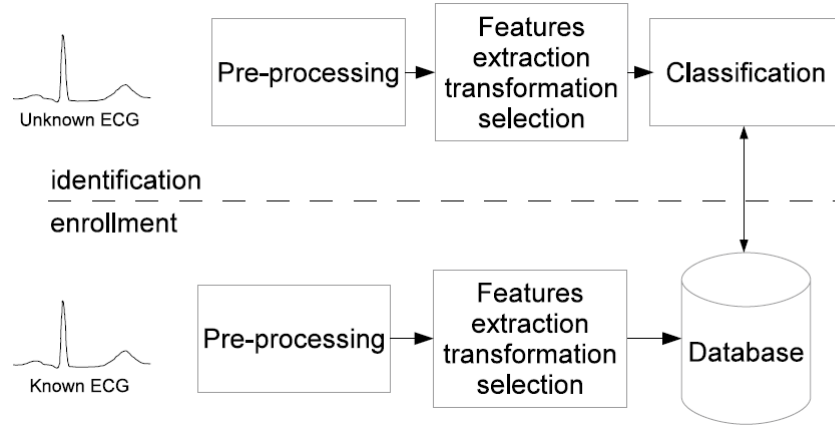 Unknown ECG
Pre-processing
Features
extraction
transformation
selection
Classification
identification
enrollment
Known ECG
Pre-processing
Features
extraction
transformation
selection
Database